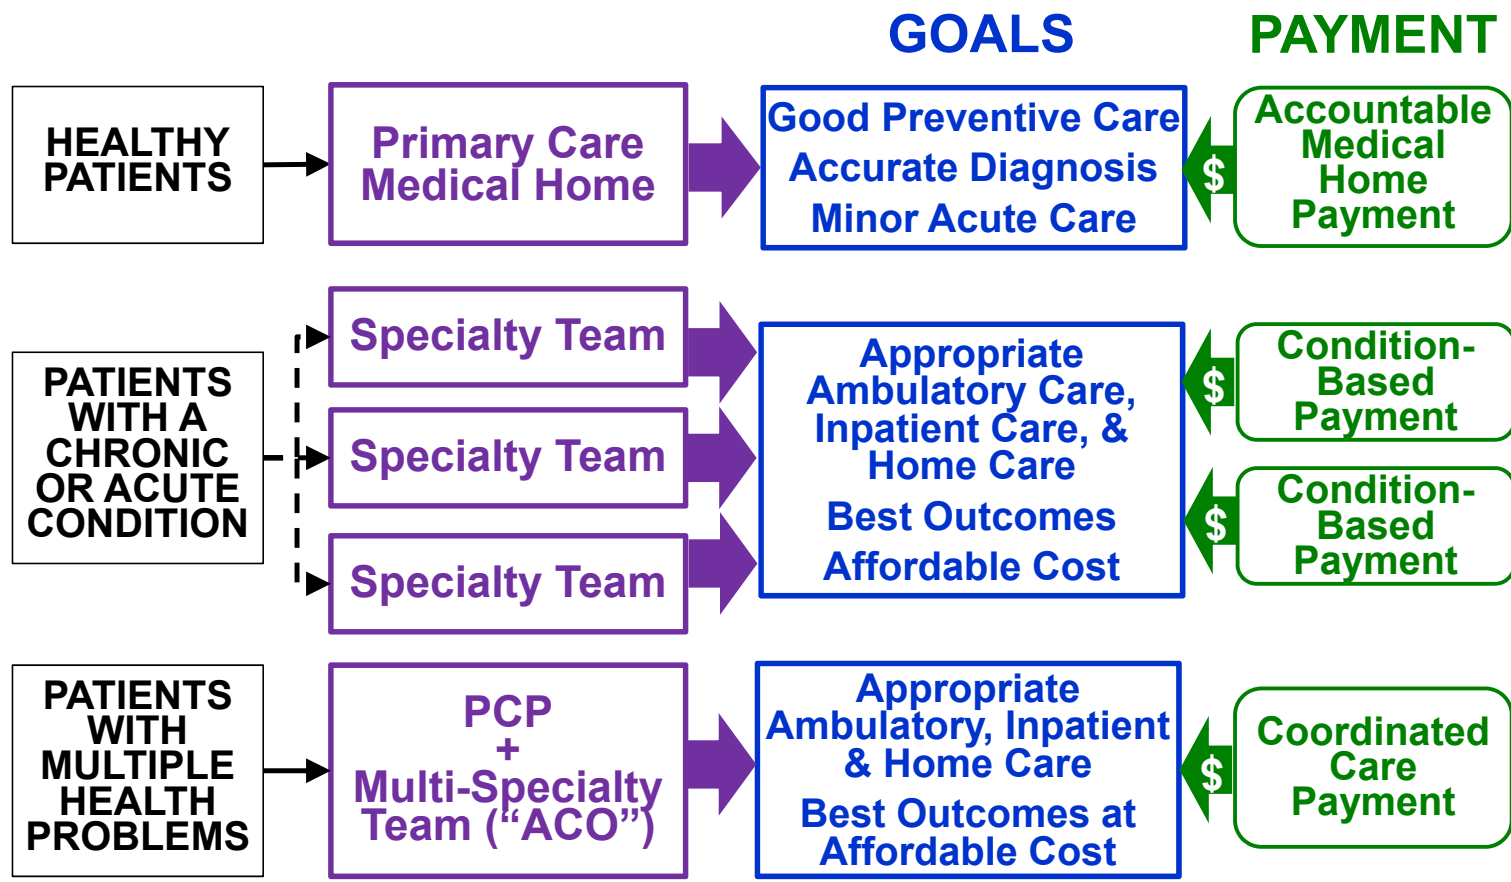 GOALS
PAYMENT
HEALTHY
PATIENTS
Primary Care
Medical Home
Good Preventive Care
Accurate Diagnosis
Minor Acute Care
$
Accountable
Medical
Home
Payment
PATIENTS
WITH A
CHRONIC
OR ACUTE
CONDITION
Specialty Team
Specialty Team
Specialty Team
Appropriate
Ambulatory Care,
Inpatient Care, &
Home Care
Best Outcomes
Affordable Cost
$
Condition-
Based
Payment
$
Condition-
Based
Payment
PATIENTS
WITH
MULTIPLE
HEALTH
PROBLEMS
PCP
+
Multi-Specialty
Team (“ACO”)
Appropriate
Ambulatory, Inpatient
& Home Care
Best Outcomes at
Affordable Cost
$
Coordinated
Care
Payment